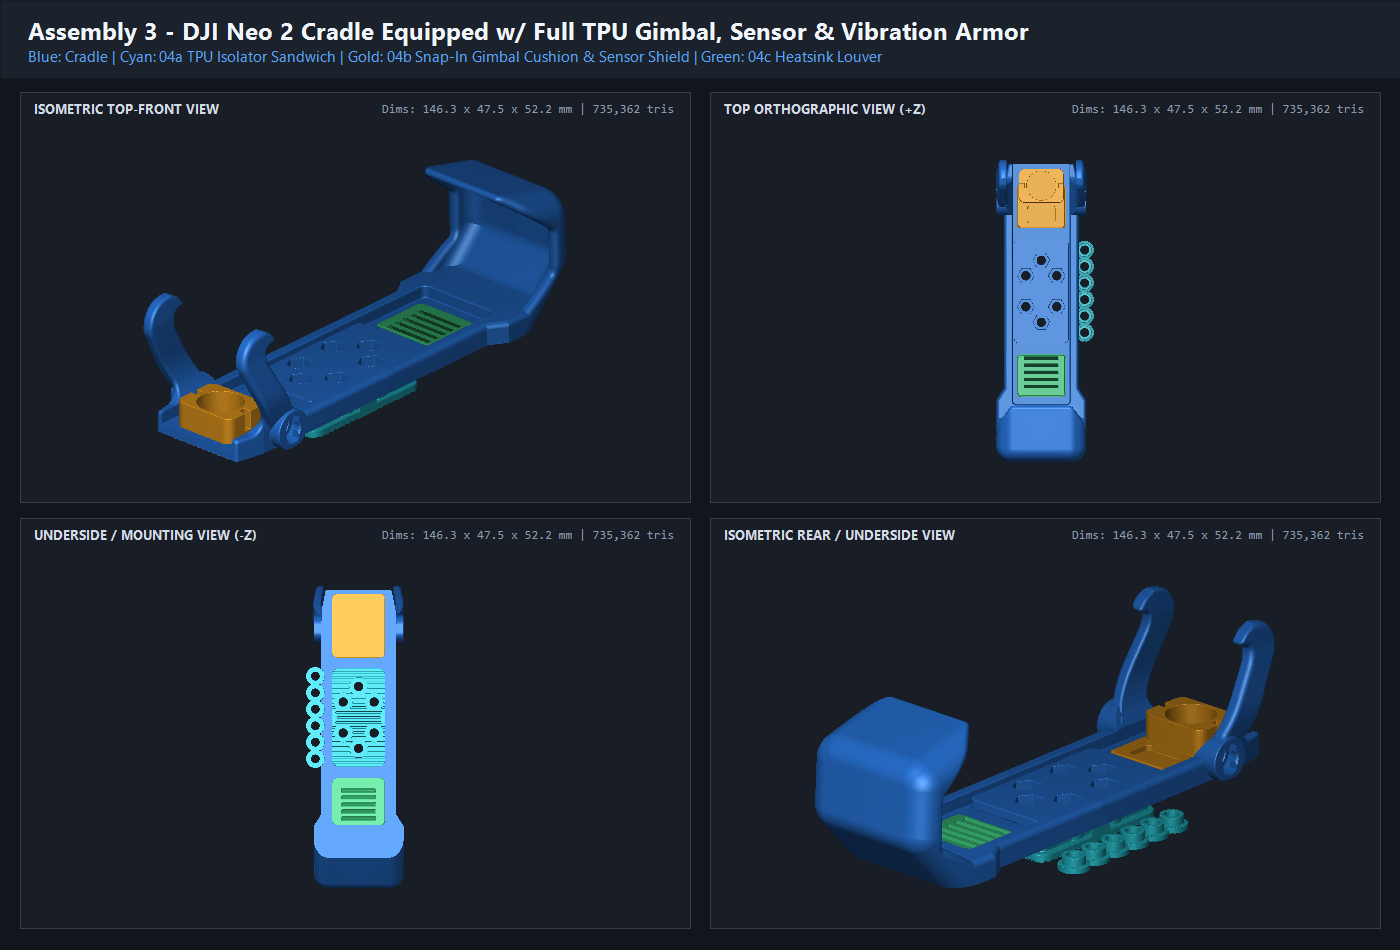 Assembly 3 - DJI Neo 2 Cradle Equipped w/ Full TPU Gimbal, Sensor & Vibration Armor
Blue: Cradle | Cyan: 04a TPU Isolator Sandwich | Gold: 04b Snap-In Gimbal Cushion & Sensor Shield | Green: 04c Heatsink Louver
ISOMETRIC TOP-FRONT VIEW
Dims: 146.3 x 47.5 x 52.2 mm | 735,362 tris
TOP ORTHOGRAPHIC VIEW (+Z)
Dims: 146.3 x 47.5 x 52.2 mm | 735,362 tris
UNDERSIDE / MOUNTING VIEW (-Z)
Dims: 146.3 x 47.5 x 52.2 mm | 735,362 tris
ISOMETRIC REAR / UNDERSIDE VIEW
Dims: 146.3 x 47.5 x 52.2 mm | 735,362 tris